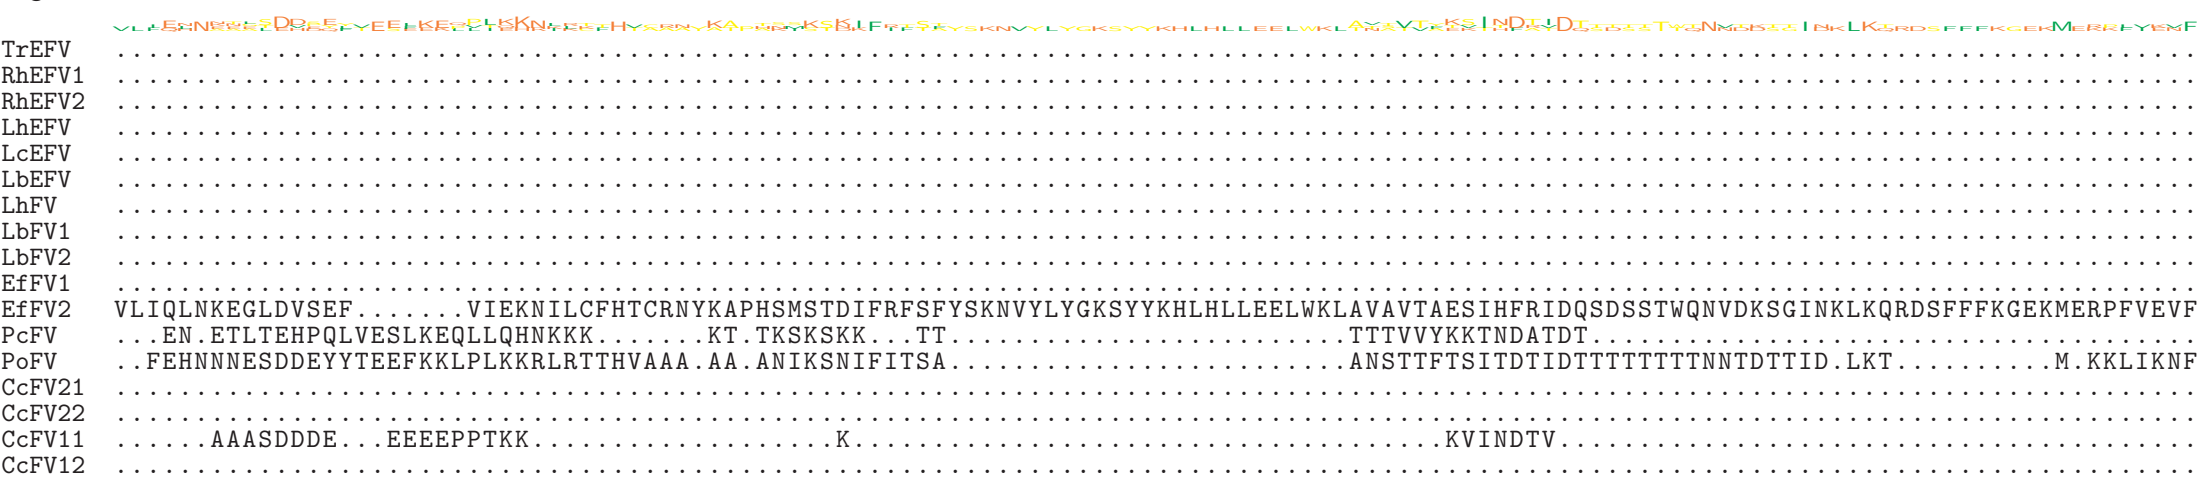 TrEFV ..................................................................................................................................
RhEFV1 ..................................................................................................................................
RhEFV2 ..................................................................................................................................
LhEFV ..................................................................................................................................
LcEFV ..................................................................................................................................
LbEFV ..................................................................................................................................
LhFV ..................................................................................................................................
LbFV1 ..................................................................................................................................
LbFV2 ..................................................................................................................................
EfFV1 ..................................................................................................................................
EfFV2 VLIQLNKEGLDVSEF.......VIEKNILCFHTCRNYKAPHSMSTDIFRFSFYSKNVYLYGKSYYKHLHLLEELWKLAVAVTAESIHFRIDQSDSSTWQNVDKSGINKLKQRDSFFFKGEKMERPFVEVF
PcFV ...EN.ETLTEHPQLVESLKEQLLQHNKKK.......KT.TKSKSKK...TT.........................TTTVVYKKTNDATDT......................................
PoFV ..FEHNNNESDDEYYTEEFKKLPLKKRLRTTHVAAA.AA.ANIKSNIFITSA.........................ANSTTFTSITDTIDTTTTTTTTNNTDTTID.LKT..........M.KKLIKNF
CcFV21 ..................................................................................................................................
CcFV22 ..................................................................................................................................
CcFV11 ......AAASDDDE...EEEEPPTKK...................K.....................................KVINDTV........................................
CcFV12 ..................................................................................................................................